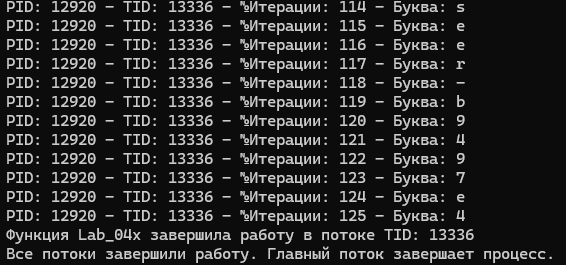 PID: 12920 – TID: 13336 – №Итерации: 114 – Буква: s
PID: 12920 – TID: 13336 – №Итерации: 115 – Буква: e
PID: 12920 – TID: 13336 – №Итерации: 116 – Буква: e
PID: 12920 – TID: 13336 – №Итерации: 117 – Буква: r
PID: 12920 – TID: 13336 – №Итерации: 118 – Буква: –
PID: 12920 – TID: 13336 – №Итерации: 119 – Буква: b
PID: 12920 – TID: 13336 – №Итерации: 120 – Буква: 9
PID: 12920 – TID: 13336 – №Итерации: 121 – Буква: 4
PID: 12920 – TID: 13336 – №Итерации: 122 – Буква: 9
PID: 12920 – TID: 13336 – №Итерации: 123 – Буква: 7
PID: 12920 – TID: 13336 – №Итерации: 124 – Буква: e
PID: 12920 – TID: 13336 – №Итерации: 125 – Буква: 4
Функция Lab_04x завершила работу в потоке TID: 13336
Все потоки завершили работу. Главный поток завершает процесс.